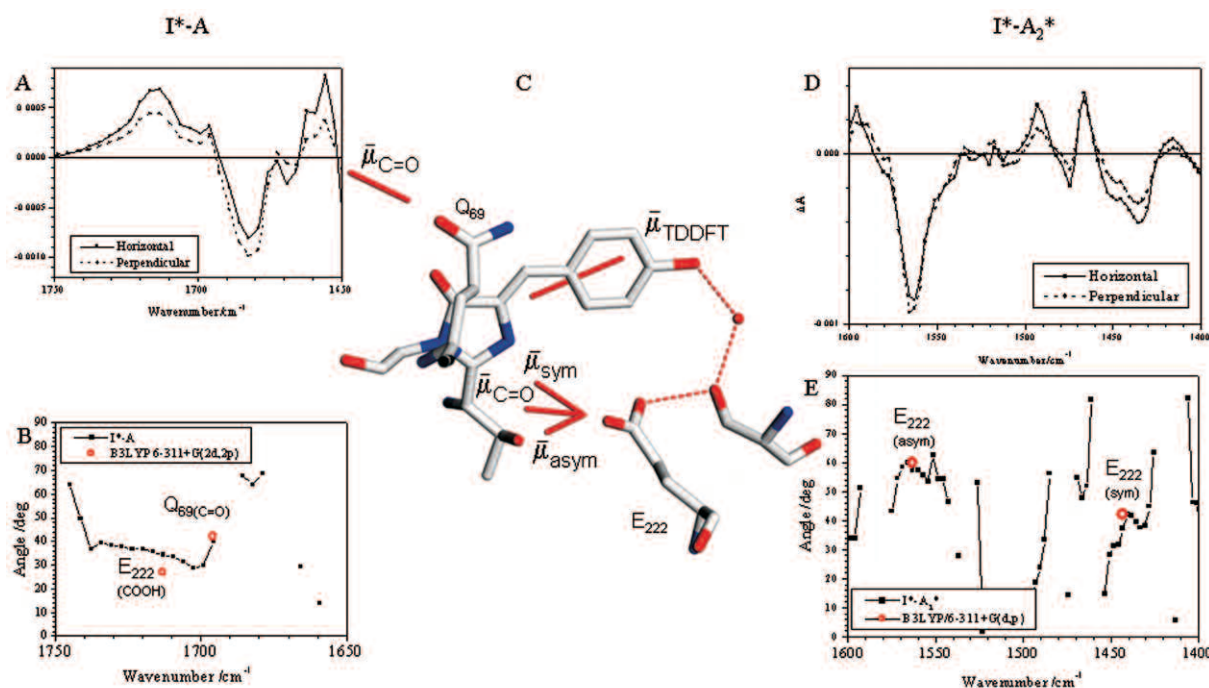 I*-A
I*-A₂*
A
0.0005
0.0000
-0.0005
-0.0010
Horizontal
Perpendicular
1750
1700
Wavenumber/cm⁻¹
C
μ̄C=O
Q69
μ̄TDDFT
μ̄sym
μ̄C=O
μ̄asym
E222
D
0.000
-0.001
ΔA
Horizontal
Perpendicular
1600
1550
1500
1450
1400
Wavenumber/cm⁻¹
B
90
80
70
60
50
40
30
20
10
0
Angle /deg
I*-A
B3LYP 6-311+G(2d,2p)
Q69(C=O)
E222
(COOH)
1750
1700
1650
Wavenumber /cm⁻¹
E
90
80
70
60
50
40
30
20
10
0
Angle /deg
E222
(asym)
E222
(sym)
B3LYP/6-311+G(d,p)
1600
1550
1500
1450
1400
Wavenumber /cm⁻¹